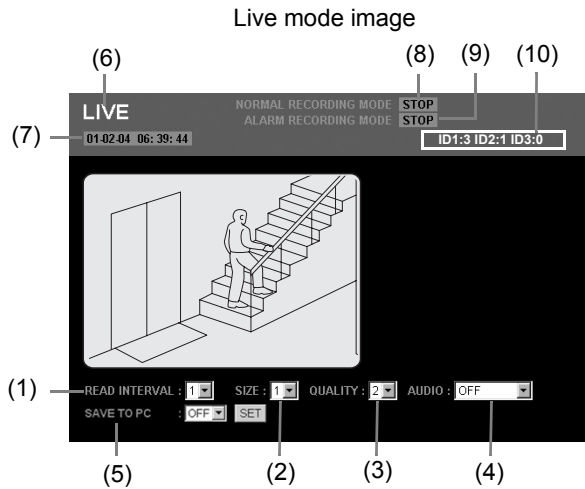 Live mode image
(6)
(8)
(9)
(10)
LIVE
NORMAL RECORDING MODE STOP
ALARM RECORDING MODE STOP
(7)
01-02-04 06:39:44
ID1:3 ID2:1 ID3:0
(1)
READ INTERVAL : 1 SIZE : 1 QUALITY : 2 AUDIO : OFF
SAVE TO PC : OFF SET
(5)
(2)
(3)
(4)